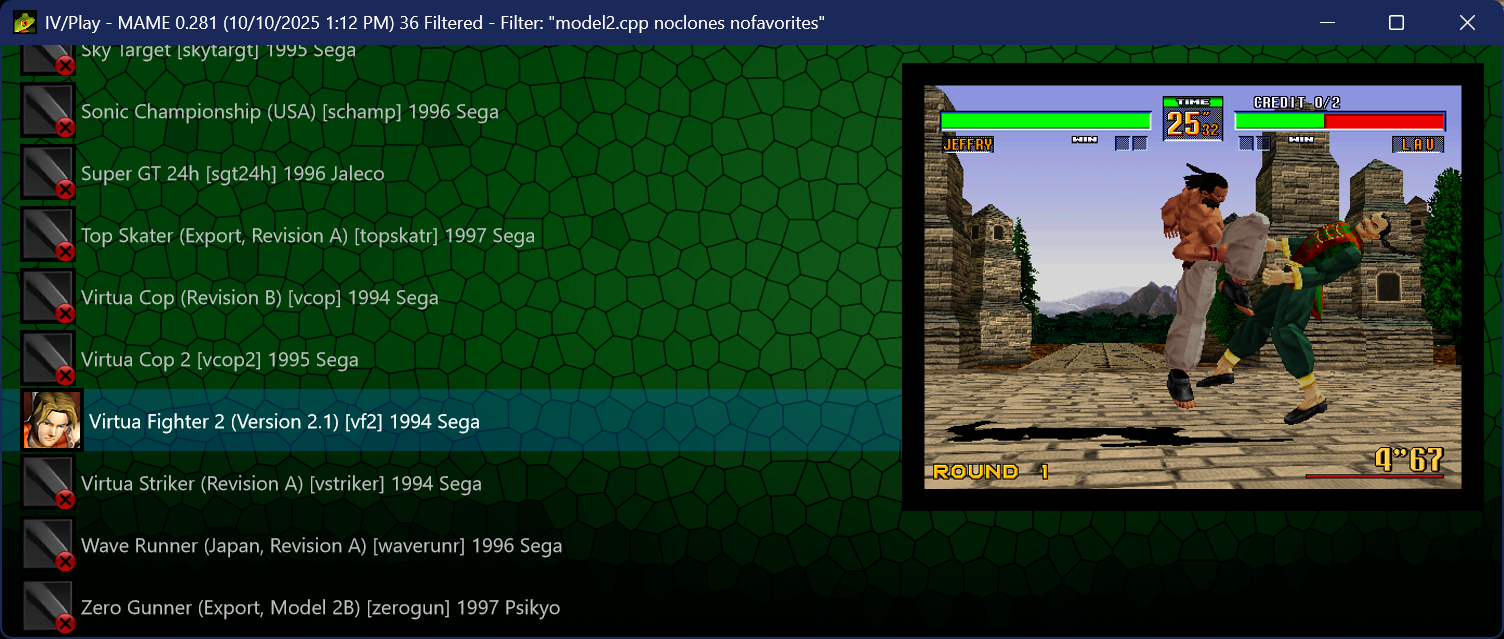 IV/Play - MAME 0.281 (10/10/2025 1:12 PM) 36 Filtered - Filter: "model2.cpp noclones nofavorites"
Sky Target [skytargt] 1995 Sega
Sonic Championship (USA) [schamp] 1996 Sega
Super GT 24h [sgt24h] 1996 Jaleco
Top Skater (Export, Revision A) [topskatr] 1997 Sega
Virtua Cop (Revision B) [vcop] 1994 Sega
Virtua Cop 2 [vcop2] 1995 Sega
Virtua Fighter 2 (Version 2.1) [vf2] 1994 Sega
Virtua Striker (Revision A) [vstriker] 1994 Sega
Wave Runner (Japan, Revision A) [waverunr] 1996 Sega
Zero Gunner (Export, Model 2B) [zerogun] 1997 Psikyo
TIME CREDIT 0/2
25"32
JEFFRY WIN WIN LAU
ROUND 1 4"67